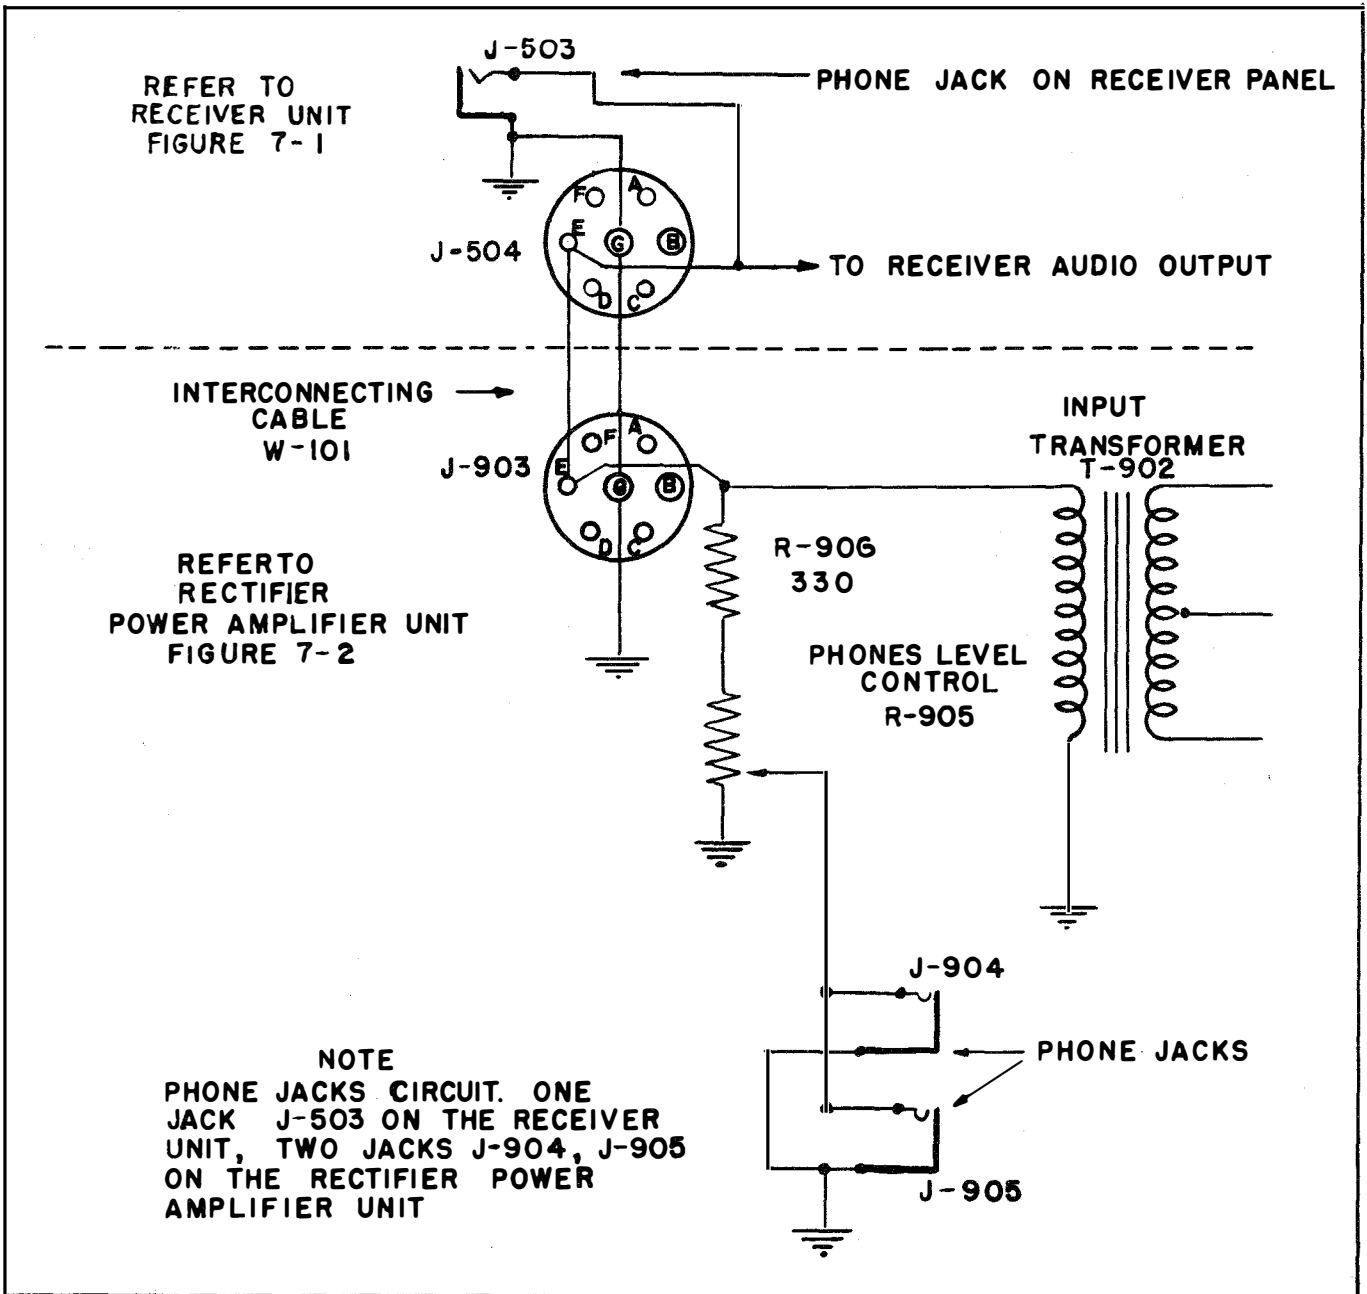 J-503
REFER TO
RECEIVER UNIT
FIGURE 7-1
PHONE JACK ON RECEIVER PANEL
F A
E G B
D C
J-504
TO RECEIVER AUDIO OUTPUT
INTERCONNECTING
CABLE
W-101
F A
E G B
D C
J-903
INPUT
TRANSFORMER
T-902
REFER TO
RECTIFIER
POWER AMPLIFIER UNIT
FIGURE 7-2
R-906
330
PHONES LEVEL
CONTROL
R-905
J-904
PHONE JACKS
J-905
NOTE
PHONE JACKS CIRCUIT. ONE
JACK J-503 ON THE RECEIVER
UNIT, TWO JACKS J-904, J-905
ON THE RECTIFIER POWER
AMPLIFIER UNIT